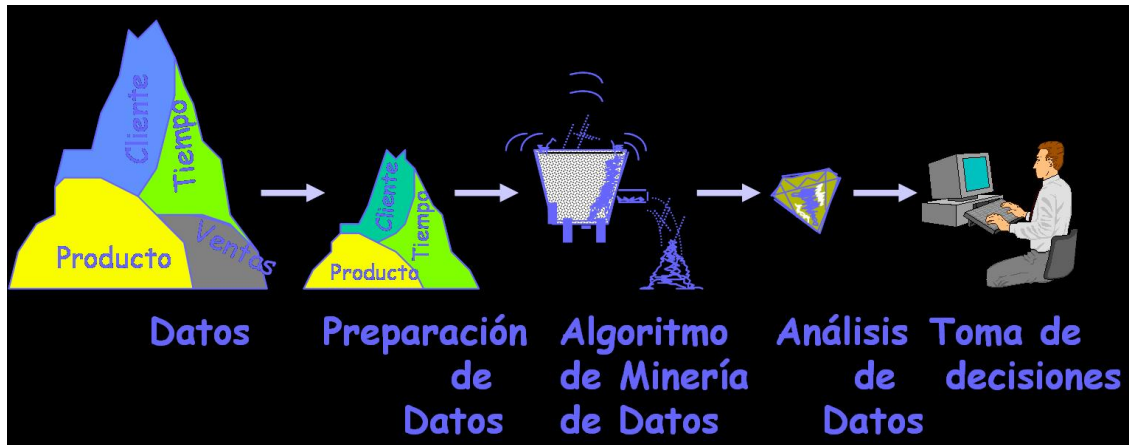 Cliente
Tiempo
Producto
Ventas
Cliente
Tiempo
Producto
Datos
Preparación
de
Datos
Algoritmo
de Minería
de Datos
Análisis
de
Datos
Toma de
decisiones